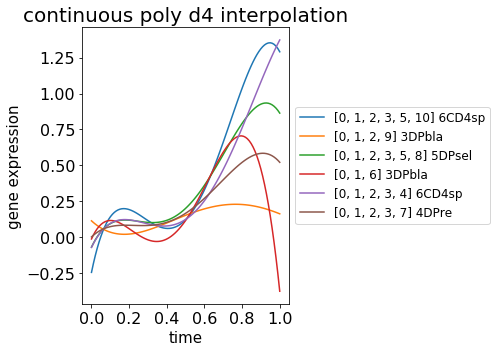 continuous poly d4 interpolation
gene expression
1.25
1.00
0.75
0.50
0.25
0.00
−0.25
0.0 0.2 0.4 0.6 0.8 1.0
time
[0, 1, 2, 3, 5, 10] 6CD4sp
[0, 1, 2, 9] 3DPbla
[0, 1, 2, 3, 5, 8] 5DPsel
[0, 1, 6] 3DPbla
[0, 1, 2, 3, 4] 6CD4sp
[0, 1, 2, 3, 7] 4DPre